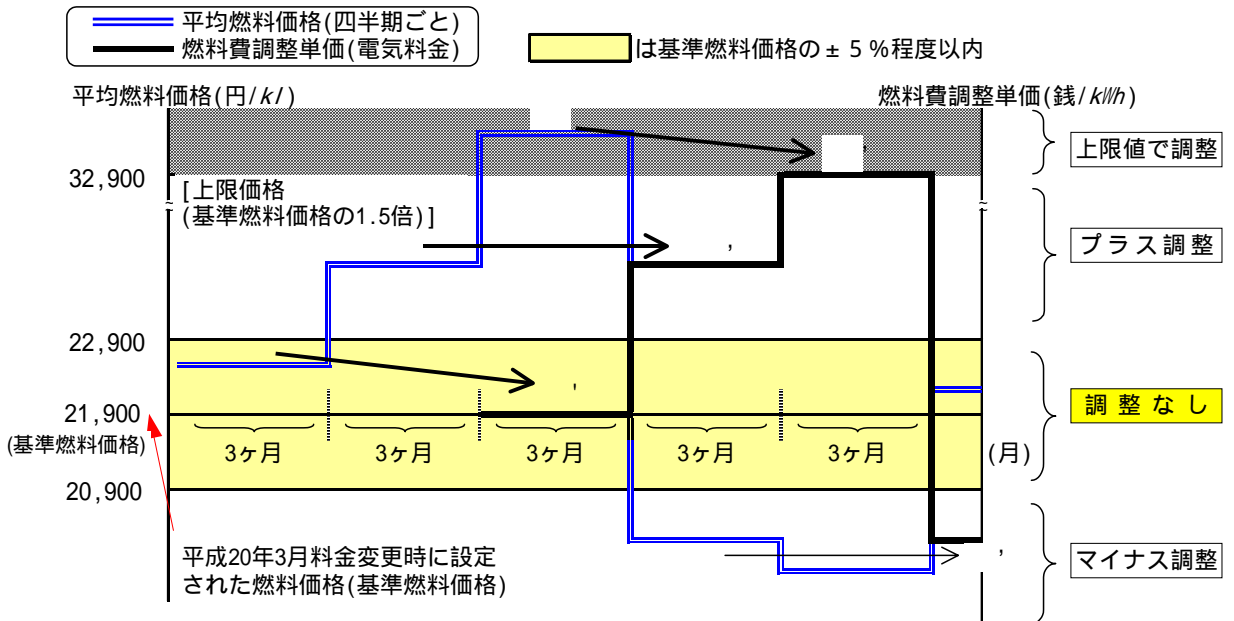 平均燃料価格(四半期ごと)
燃料費調整単価(電気料金)
は基準燃料価格の±5%程度以内
平均燃料価格(円/kl)
燃料費調整単価(銭/kWh)
上限値で調整
32,900
[上限価格
(基準燃料価格の1.5倍)]
,
,
プラス調整
22,900
,
21,900
(基準燃料価格)
調整なし
3ヶ月 3ヶ月 3ヶ月 3ヶ月 3ヶ月 (月)
20,900
平成20年3月料金変更時に設定
された燃料価格(基準燃料価格)
,
マイナス調整